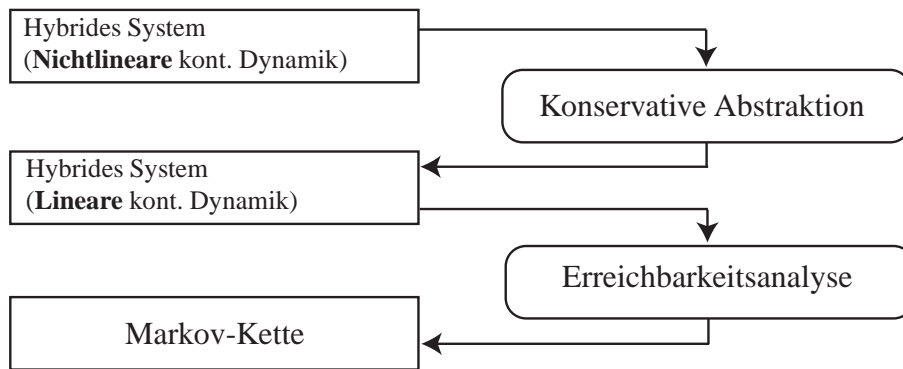 Hybrides System
(Nichtlineare kont. Dynamik)
Konservative Abstraktion
Hybrides System
(Lineare kont. Dynamik)
Erreichbarkeitsanalyse
Markov-Kette